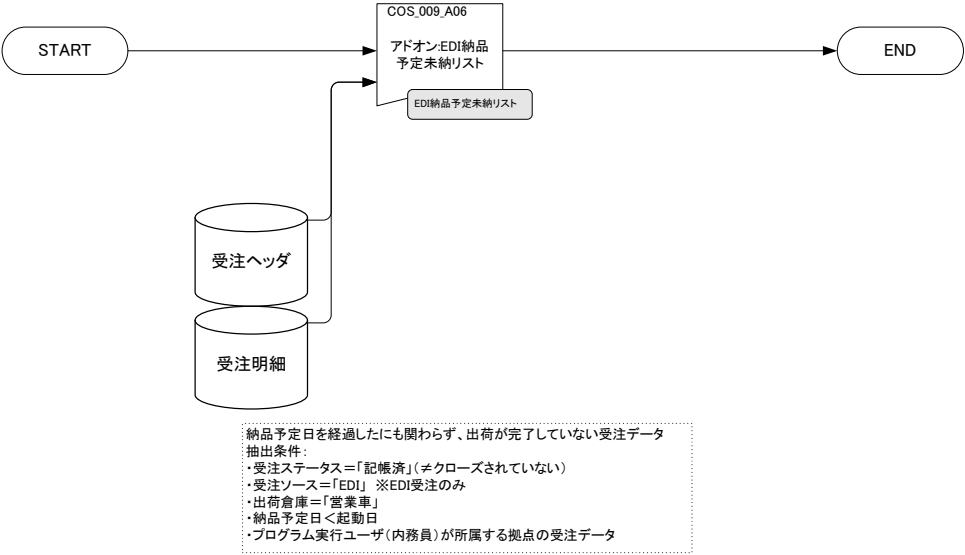 COS_009_A06
START
アドオン:EDI納品
予定未納リスト
END
EDI納品予定未納リスト
受注ヘッダ
受注明細
納品予定日を経過したにも関わらず、出荷が完了していない受注データ
抽出条件:
・受注ステータス＝「記帳済」（≠クローズされていない）
・受注ソース＝「EDI」 ※EDI受注のみ
・出荷倉庫＝「営業車」
・納品予定日＜起動日
・プログラム実行ユーザ（内務員）が所属する拠点の受注データ